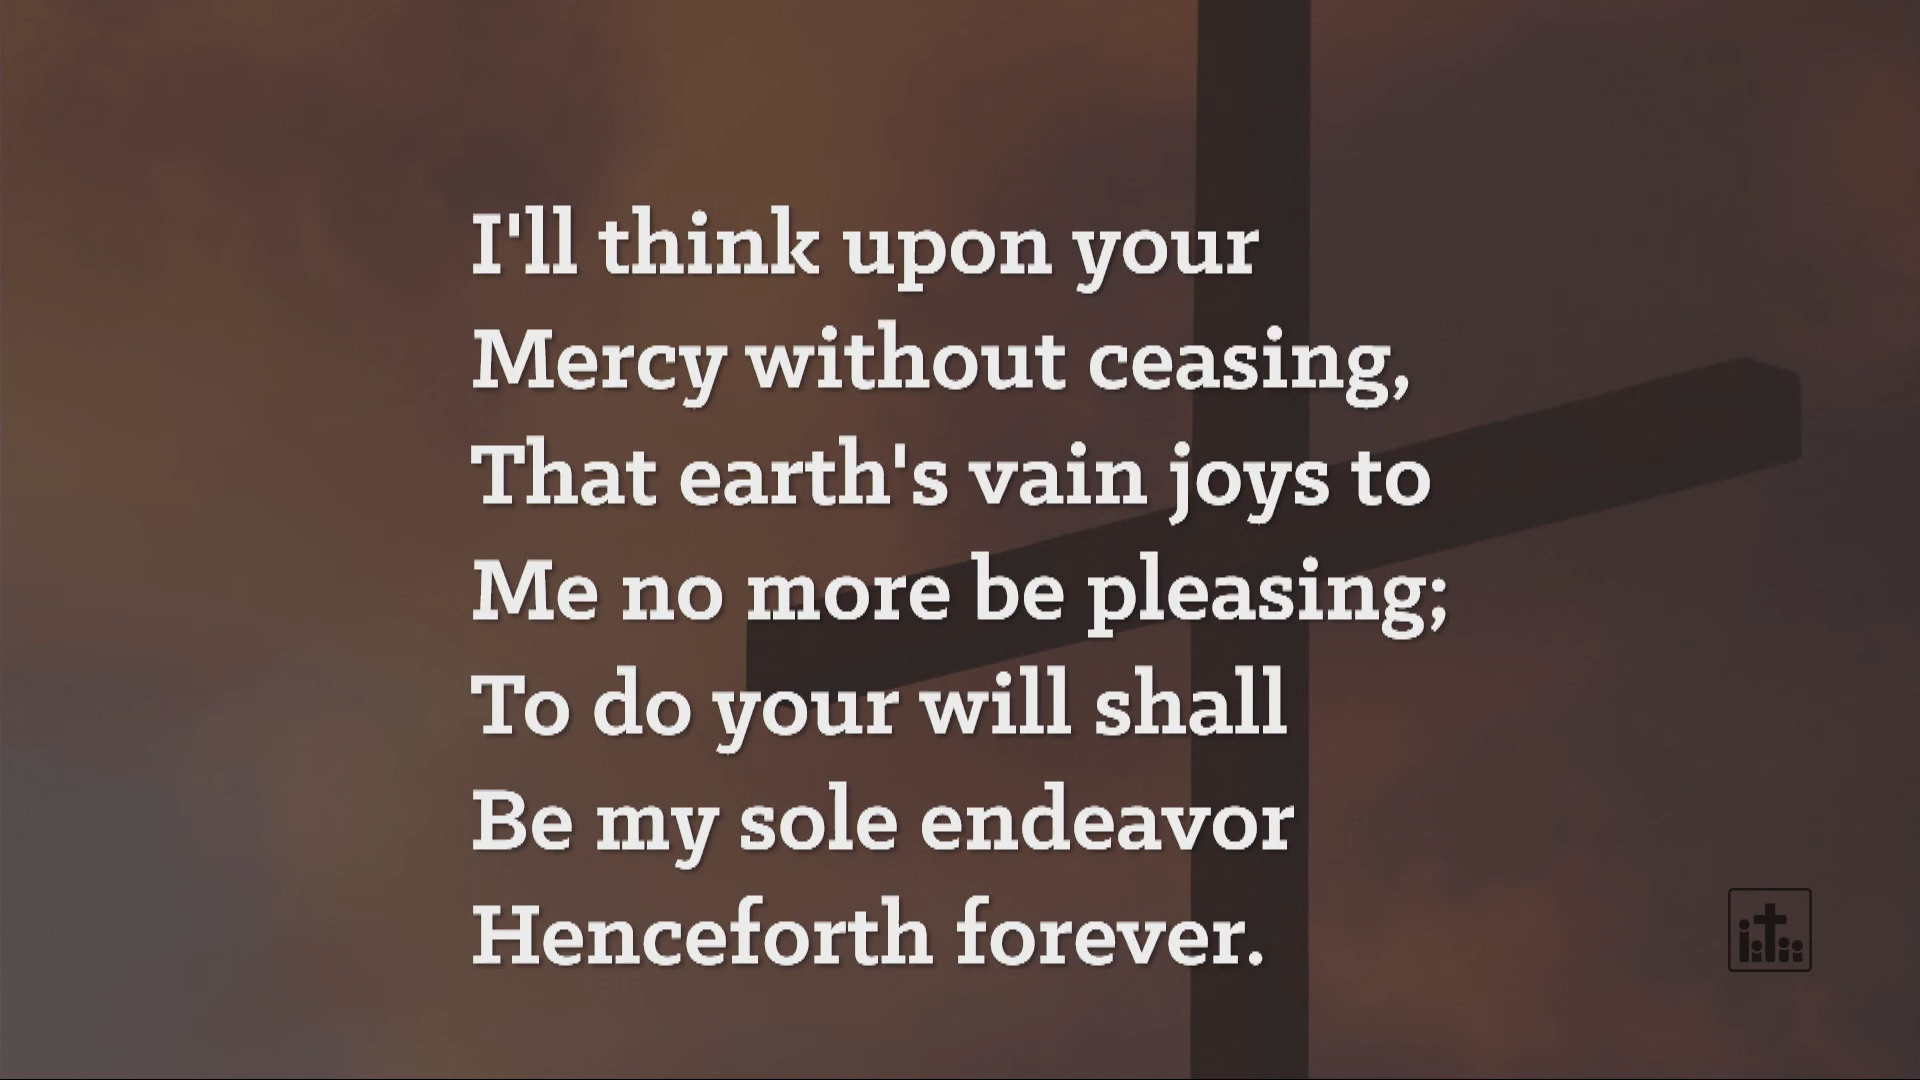 I'll think upon your
Mercy without ceasing,
That earth's vain joys to
Me no more be pleasing;
To do your will shall
Be my sole endeavor
Henceforth forever.